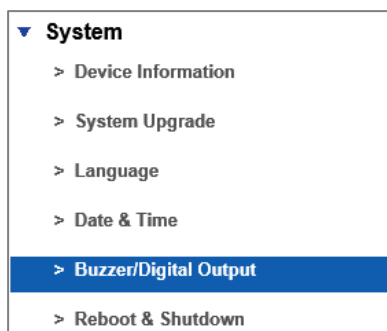 System
> Device Information
> System Upgrade
> Language
> Date & Time
> Buzzer/Digital Output
> Reboot & Shutdown